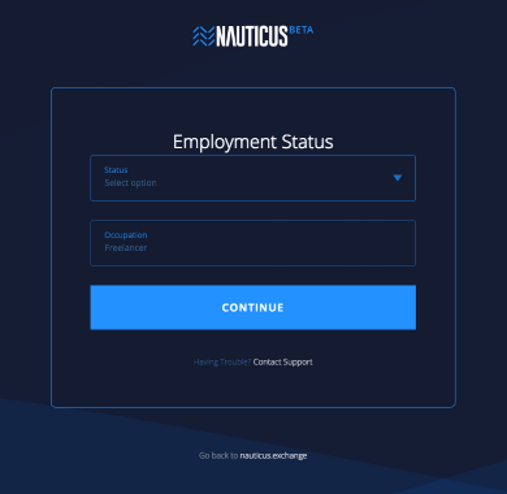 NAUTICUS BETA
Employment Status
Status
Select option
Occupation
Freelancer
CONTINUE
Having Trouble? Contact Support
Go back to nauticus.exchange